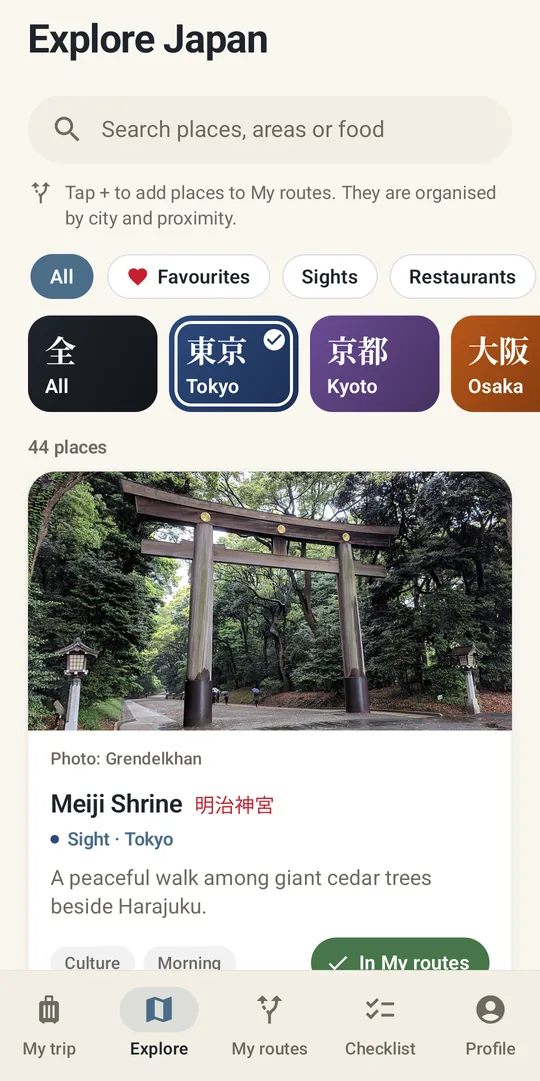 Explore Japan
Search places, areas or food
Tap + to add places to My routes. They are organised
by city and proximity.
All
Favourites
Sights
Restaurants
全
All
東京
Tokyo
京都
Kyoto
大阪
Osaka
44 places
Photo: Grendelkhan
Meiji Shrine 明治神宮
Sight · Tokyo
A peaceful walk among giant cedar trees
beside Harajuku.
Culture
Morning
In My routes
My trip
Explore
My routes
Checklist
Profile